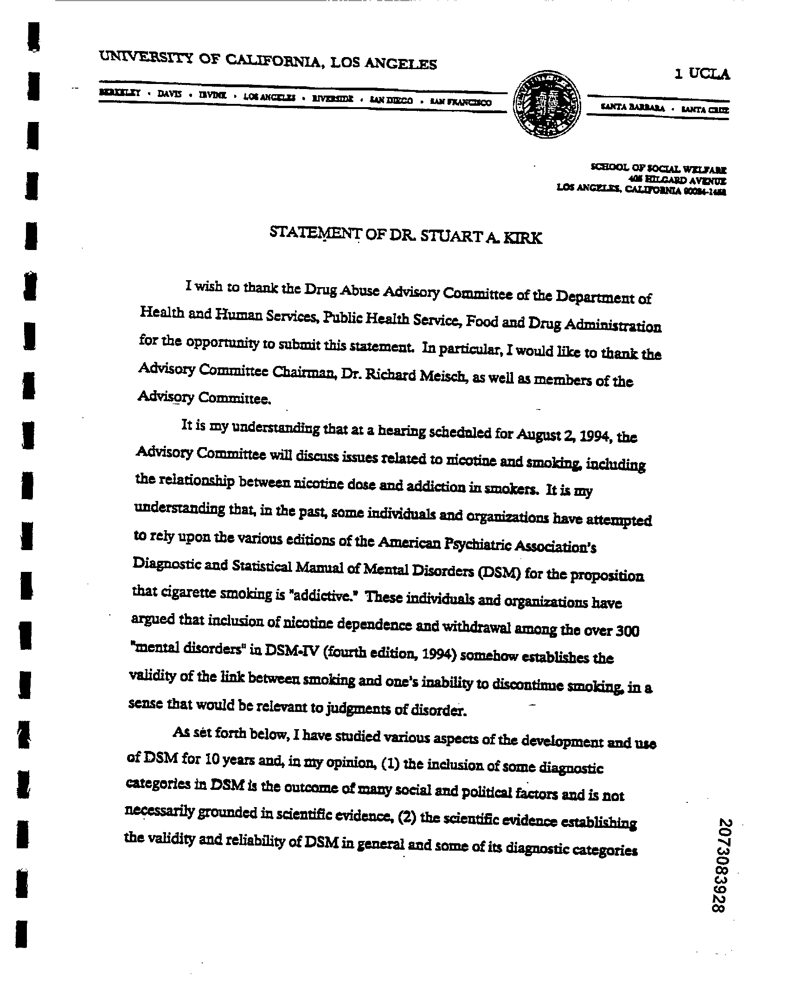 UNIVERSITY OF CALIFORNIA, LOS ANGELES
1 UCLA
BERKELEY · DAVIS · IRVINE · LOS ANGELES · RIVERSIDE · SAN DIEGO · SAN FRANCISCO
SANTA BARBARA · SANTA CRUZ
SCHOOL OF SOCIAL WELFARE
405 HILGARD AVENUE
LOS ANGELES, CALIFORNIA
STATEMENT OF DR. STUART A. KIRK
I wish to thank the Drug Abuse Advisory Committee of the Department of
Health and Human Services, Public Health Service, Food and Drug Administration
for the opportunity to submit this statement. In particular, I would like to thank the
Advisory Committee Chairman, Dr. Richard Meisch, as well as members of the
Advisory Committee.
It is my understanding that at a hearing scheduled for August 2, 1994, the
Advisory Committee will discuss issues related to nicotine and smoking, including
the relationship between nicotine dose and addiction in smokers. It is my
understanding that, in the past, some individuals and organizations have attempted
to rely upon the various editions of the American Psychiatric Association's
Diagnostic and Statistical Manual of Mental Disorders (DSM) for the proposition
that cigarette smoking is "addictive." These individuals and organizations have
argued that inclusion of nicotine dependence and withdrawal among the over 300
"mental disorders" in DSM-IV (fourth edition, 1994) somehow establishes the
validity of the link between smoking and one's inability to discontinue smoking, in a
sense that would be relevant to judgments of disorder.
As set forth below, I have studied various aspects of the development and use
of DSM for 10 years and, in my opinion, (1) the inclusion of some diagnostic
categories in DSM is the outcome of many social and political factors and is not
necessarily grounded in scientific evidence, (2) the scientific evidence establishing
the validity and reliability of DSM in general and some of its diagnostic categories
2073083928